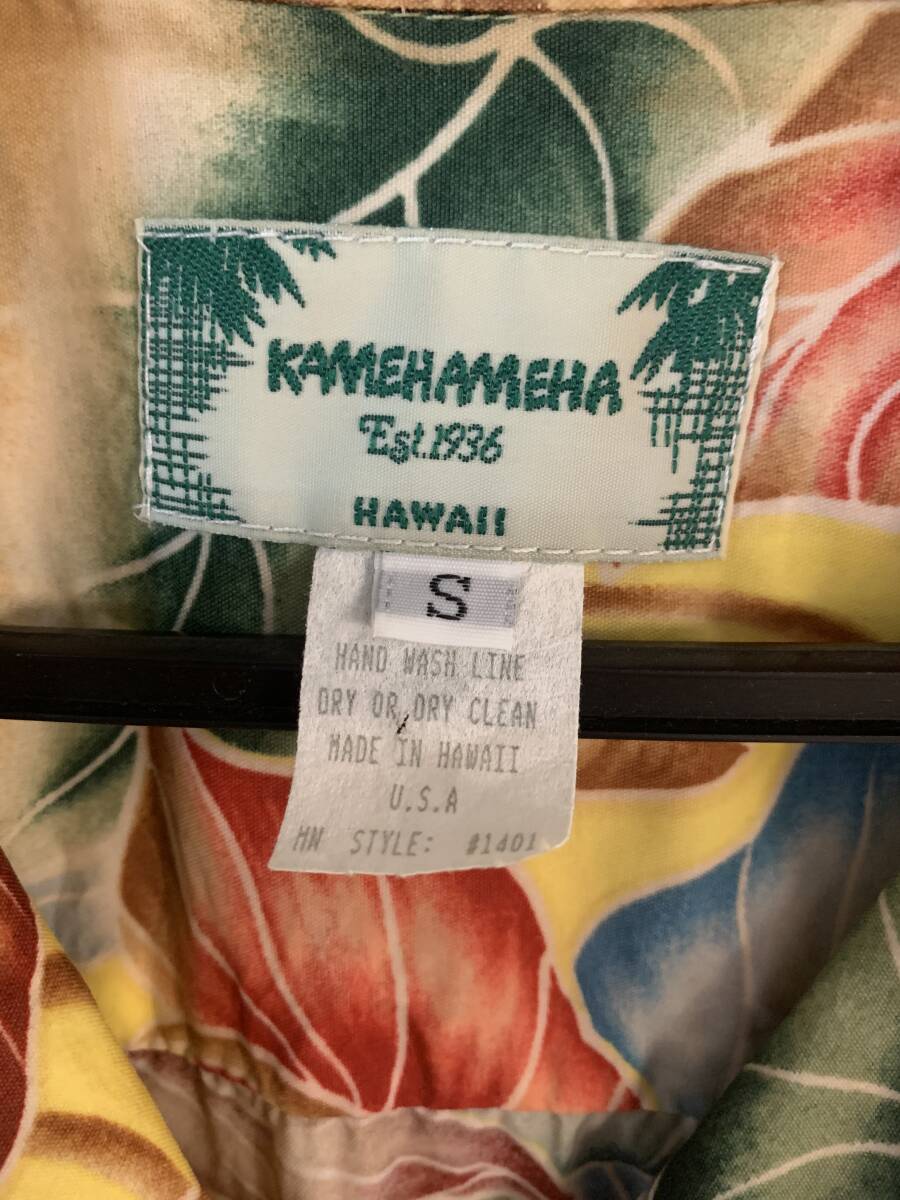 KAMEHAMEHA
Est.1936
HAWAII
S
HAND WASH LINE
DRY OR DRY CLEAN
MADE IN HAWAII
U.S.A
HN STYLE: #1401